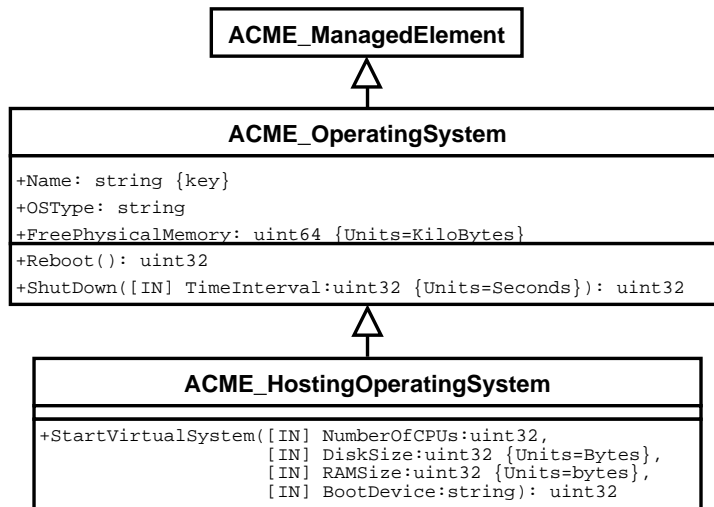 ACME_ManagedElement
ACME_OperatingSystem
+Name: string {key}
+OSType: string
+FreePhysicalMemory: uint64 {Units=KiloBytes}
+Reboot(): uint32
+ShutDown([IN] TimeInterval:uint32 {Units=Seconds}): uint32
ACME_HostingOperatingSystem
+StartVirtualSystem([IN] NumberOfCPUs:uint32,
[IN] DiskSize:uint32 {Units=Bytes},
[IN] RAMSize:uint32 {Units=bytes},
[IN] BootDevice:string): uint32